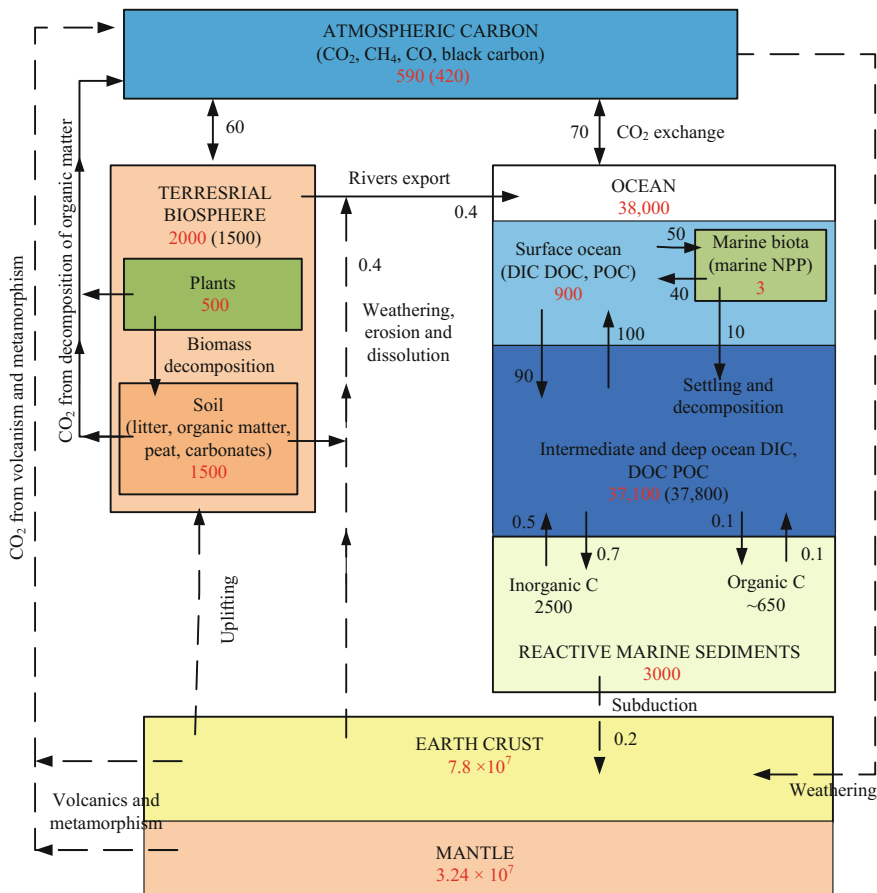 ATMOSPHERIC CARBON
(CO₂, CH₄, CO, black carbon)
590 (420)
60
70
CO₂ exchange
CO₂ from volcanism and metamorphism
CO₂ from decomposition of organic matter
TERRESRIAL
BIOSPHERE
2000 (1500)
Plants
500
Biomass
decomposition
Soil
(litter, organic matter,
peat, carbonates)
1500
Rivers export
0.4
0.4
Weathering,
erosion and
dissolution
OCEAN
38,000
Surface ocean
(DIC DOC, POC)
900
50
40
Marine biota
(marine NPP)
3
90
100
10
Settling and
decomposition
Intermediate and deep ocean DIC,
DOC POC
37,100 (37,800)
0.5
0.7
0.1
0.1
Inorganic C
2500
Organic C
~650
REACTIVE MARINE SEDIMENTS
3000
Uplifting
Subduction
0.2
EARTH CRUST
7.8 ×10⁷
Weathering
Volcanics and
metamorphism
MANTLE
3.24 × 10⁷